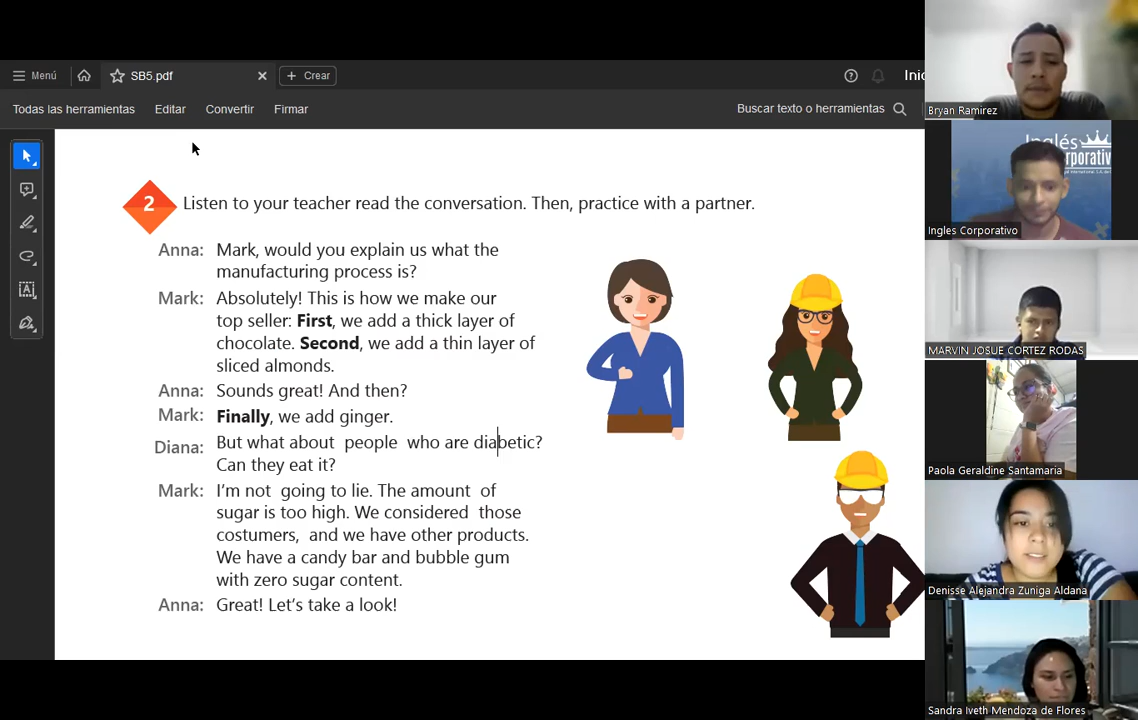 Menú
SB5.pdf
Crear
Inic
Todas las herramientas
Editar
Convertir
Firmar
Buscar texto o herramientas
2
Listen to your teacher read the conversation. Then, practice with a partner.
Anna: Mark, would you explain us what the
manufacturing process is?
Mark: Absolutely! This is how we make our
top seller: First, we add a thick layer of
chocolate. Second, we add a thin layer of
sliced almonds.
Anna: Sounds great! And then?
Mark: Finally, we add ginger.
Diana: But what about people who are diabetic?
Can they eat it?
Mark: I'm not going to lie. The amount of
sugar is too high. We considered those
costumers, and we have other products.
We have a candy bar and bubble gum
with zero sugar content.
Anna: Great! Let's take a look!
Bryan Ramirez
Inglés
Ingles Corporativo
MARVIN JOSUE CORTEZ RODAS
Paola Geraldine Santamaria
Denisse Alejandra Zuniga Aldana
Sandra Iveth Mendoza de Flores